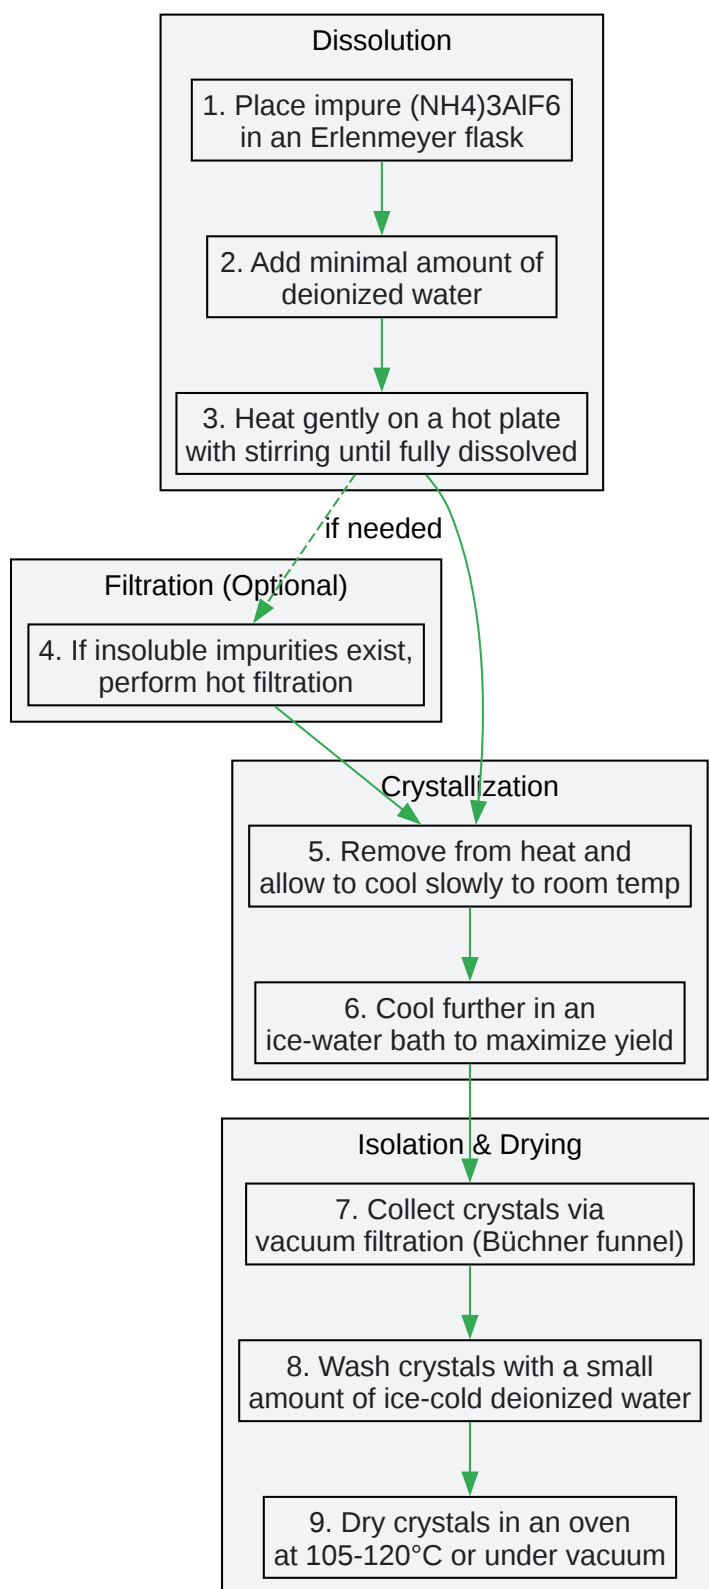 Dissolution
1. Place impure (NH4)3AlF6
in an Erlenmeyer flask
2. Add minimal amount of
deionized water
3. Heat gently on a hot plate
with stirring until fully dissolved
if needed
Filtration (Optional)
4. If insoluble impurities exist,
perform hot filtration
Crystallization
5. Remove from heat and
allow to cool slowly to room temp
6. Cool further in an
ice-water bath to maximize yield
Isolation & Drying
7. Collect crystals via
vacuum filtration (Büchner funnel)
8. Wash crystals with a small
amount of ice-cold deionized water
9. Dry crystals in an oven
at 105-120°C or under vacuum